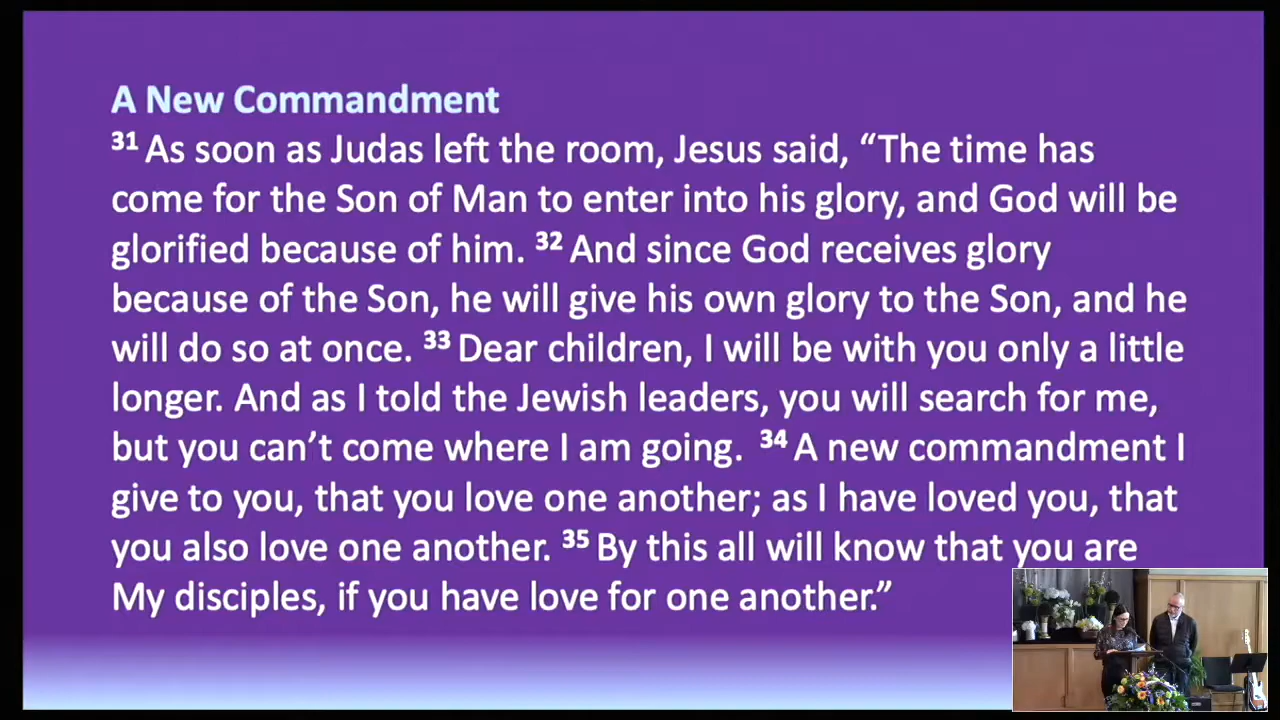 A New Commandment
31 As soon as Judas left the room, Jesus said, “The time has
come for the Son of Man to enter into his glory, and God will be
glorified because of him. 32 And since God receives glory
because of the Son, he will give his own glory to the Son, and he
will do so at once. 33 Dear children, I will be with you only a little
longer. And as I told the Jewish leaders, you will search for me,
but you can’t come where I am going. 34 A new commandment I
give to you, that you love one another; as I have loved you, that
you also love one another. 35 By this all will know that you are
My disciples, if you have love for one another.”